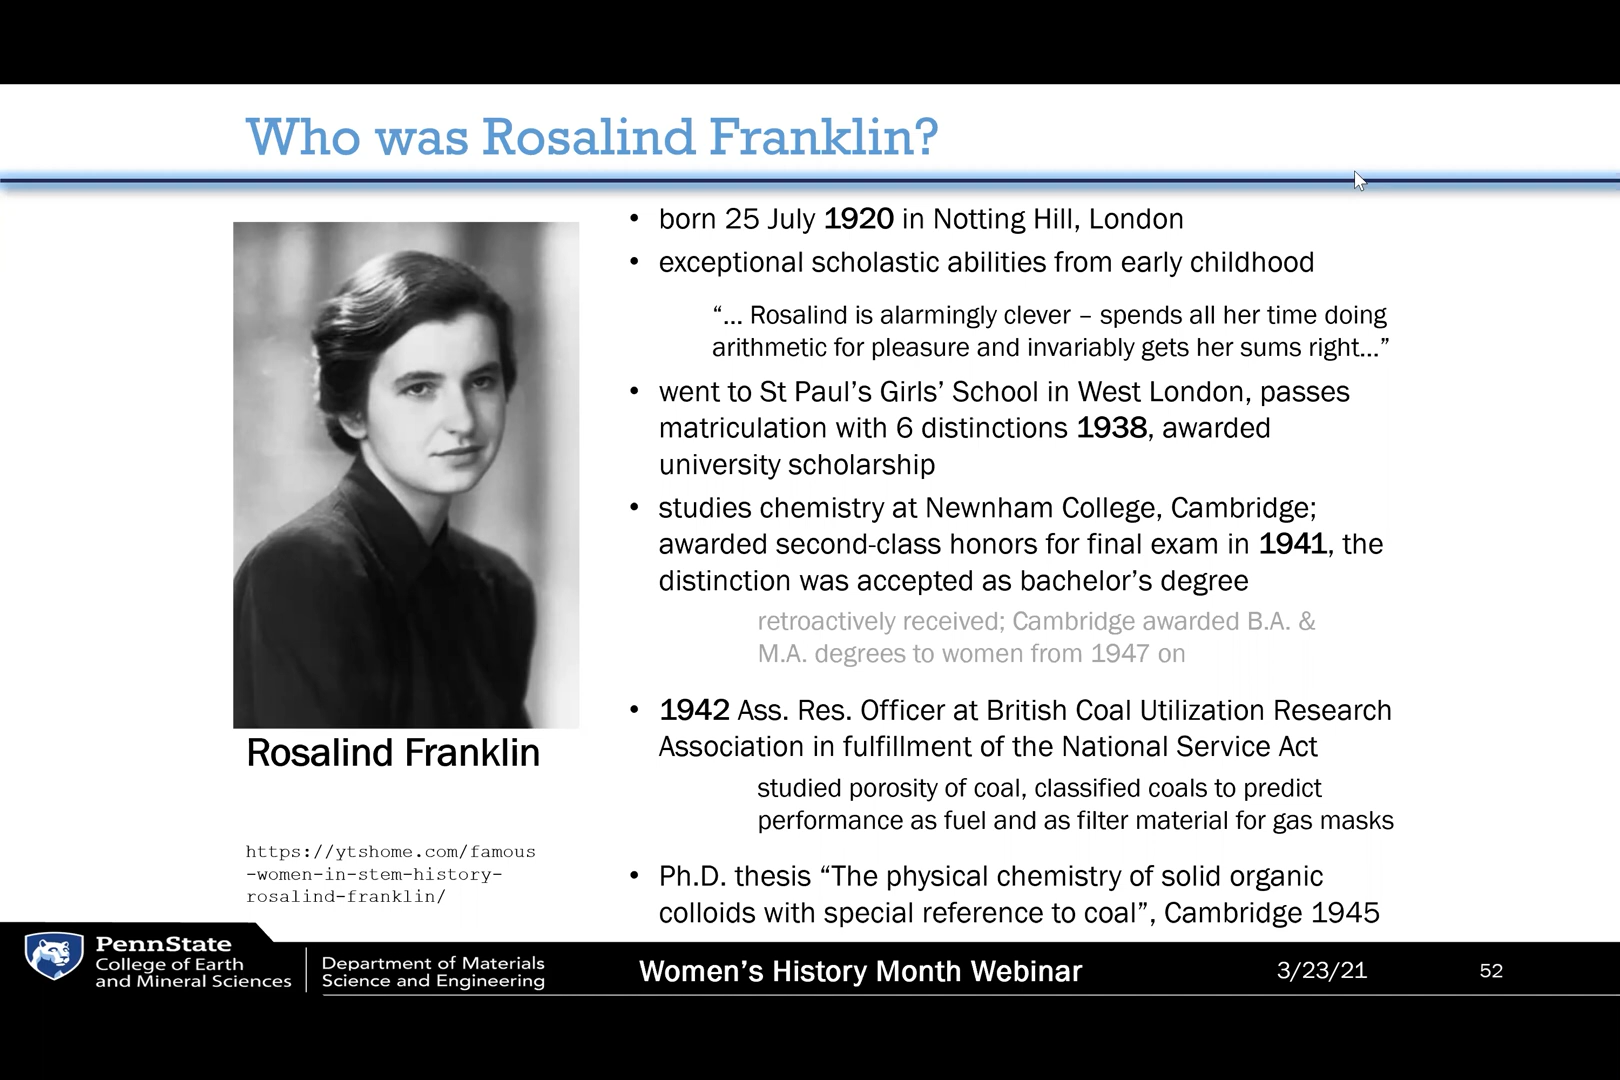 Who was Rosalind Franklin?
• born 25 July 1920 in Notting Hill, London
• exceptional scholastic abilities from early childhood
“... Rosalind is alarmingly clever – spends all her time doing
arithmetic for pleasure and invariably gets her sums right...”
• went to St Paul’s Girls’ School in West London, passes
matriculation with 6 distinctions 1938, awarded
university scholarship
• studies chemistry at Newnham College, Cambridge;
awarded second-class honors for final exam in 1941, the
distinction was accepted as bachelor’s degree
retroactively received; Cambridge awarded B.A. &
M.A. degrees to women from 1947 on
• 1942 Ass. Res. Officer at British Coal Utilization Research
Association in fulfillment of the National Service Act
studied porosity of coal, classified coals to predict
performance as fuel and as filter material for gas masks
• Ph.D. thesis “The physical chemistry of solid organic
colloids with special reference to coal”, Cambridge 1945
Rosalind Franklin
https://ytshome.com/famous
-women-in-stem-history-
rosalind-franklin/
PennState
College of Earth
and Mineral Sciences
Department of Materials
Science and Engineering
Women’s History Month Webinar
3/23/21
52